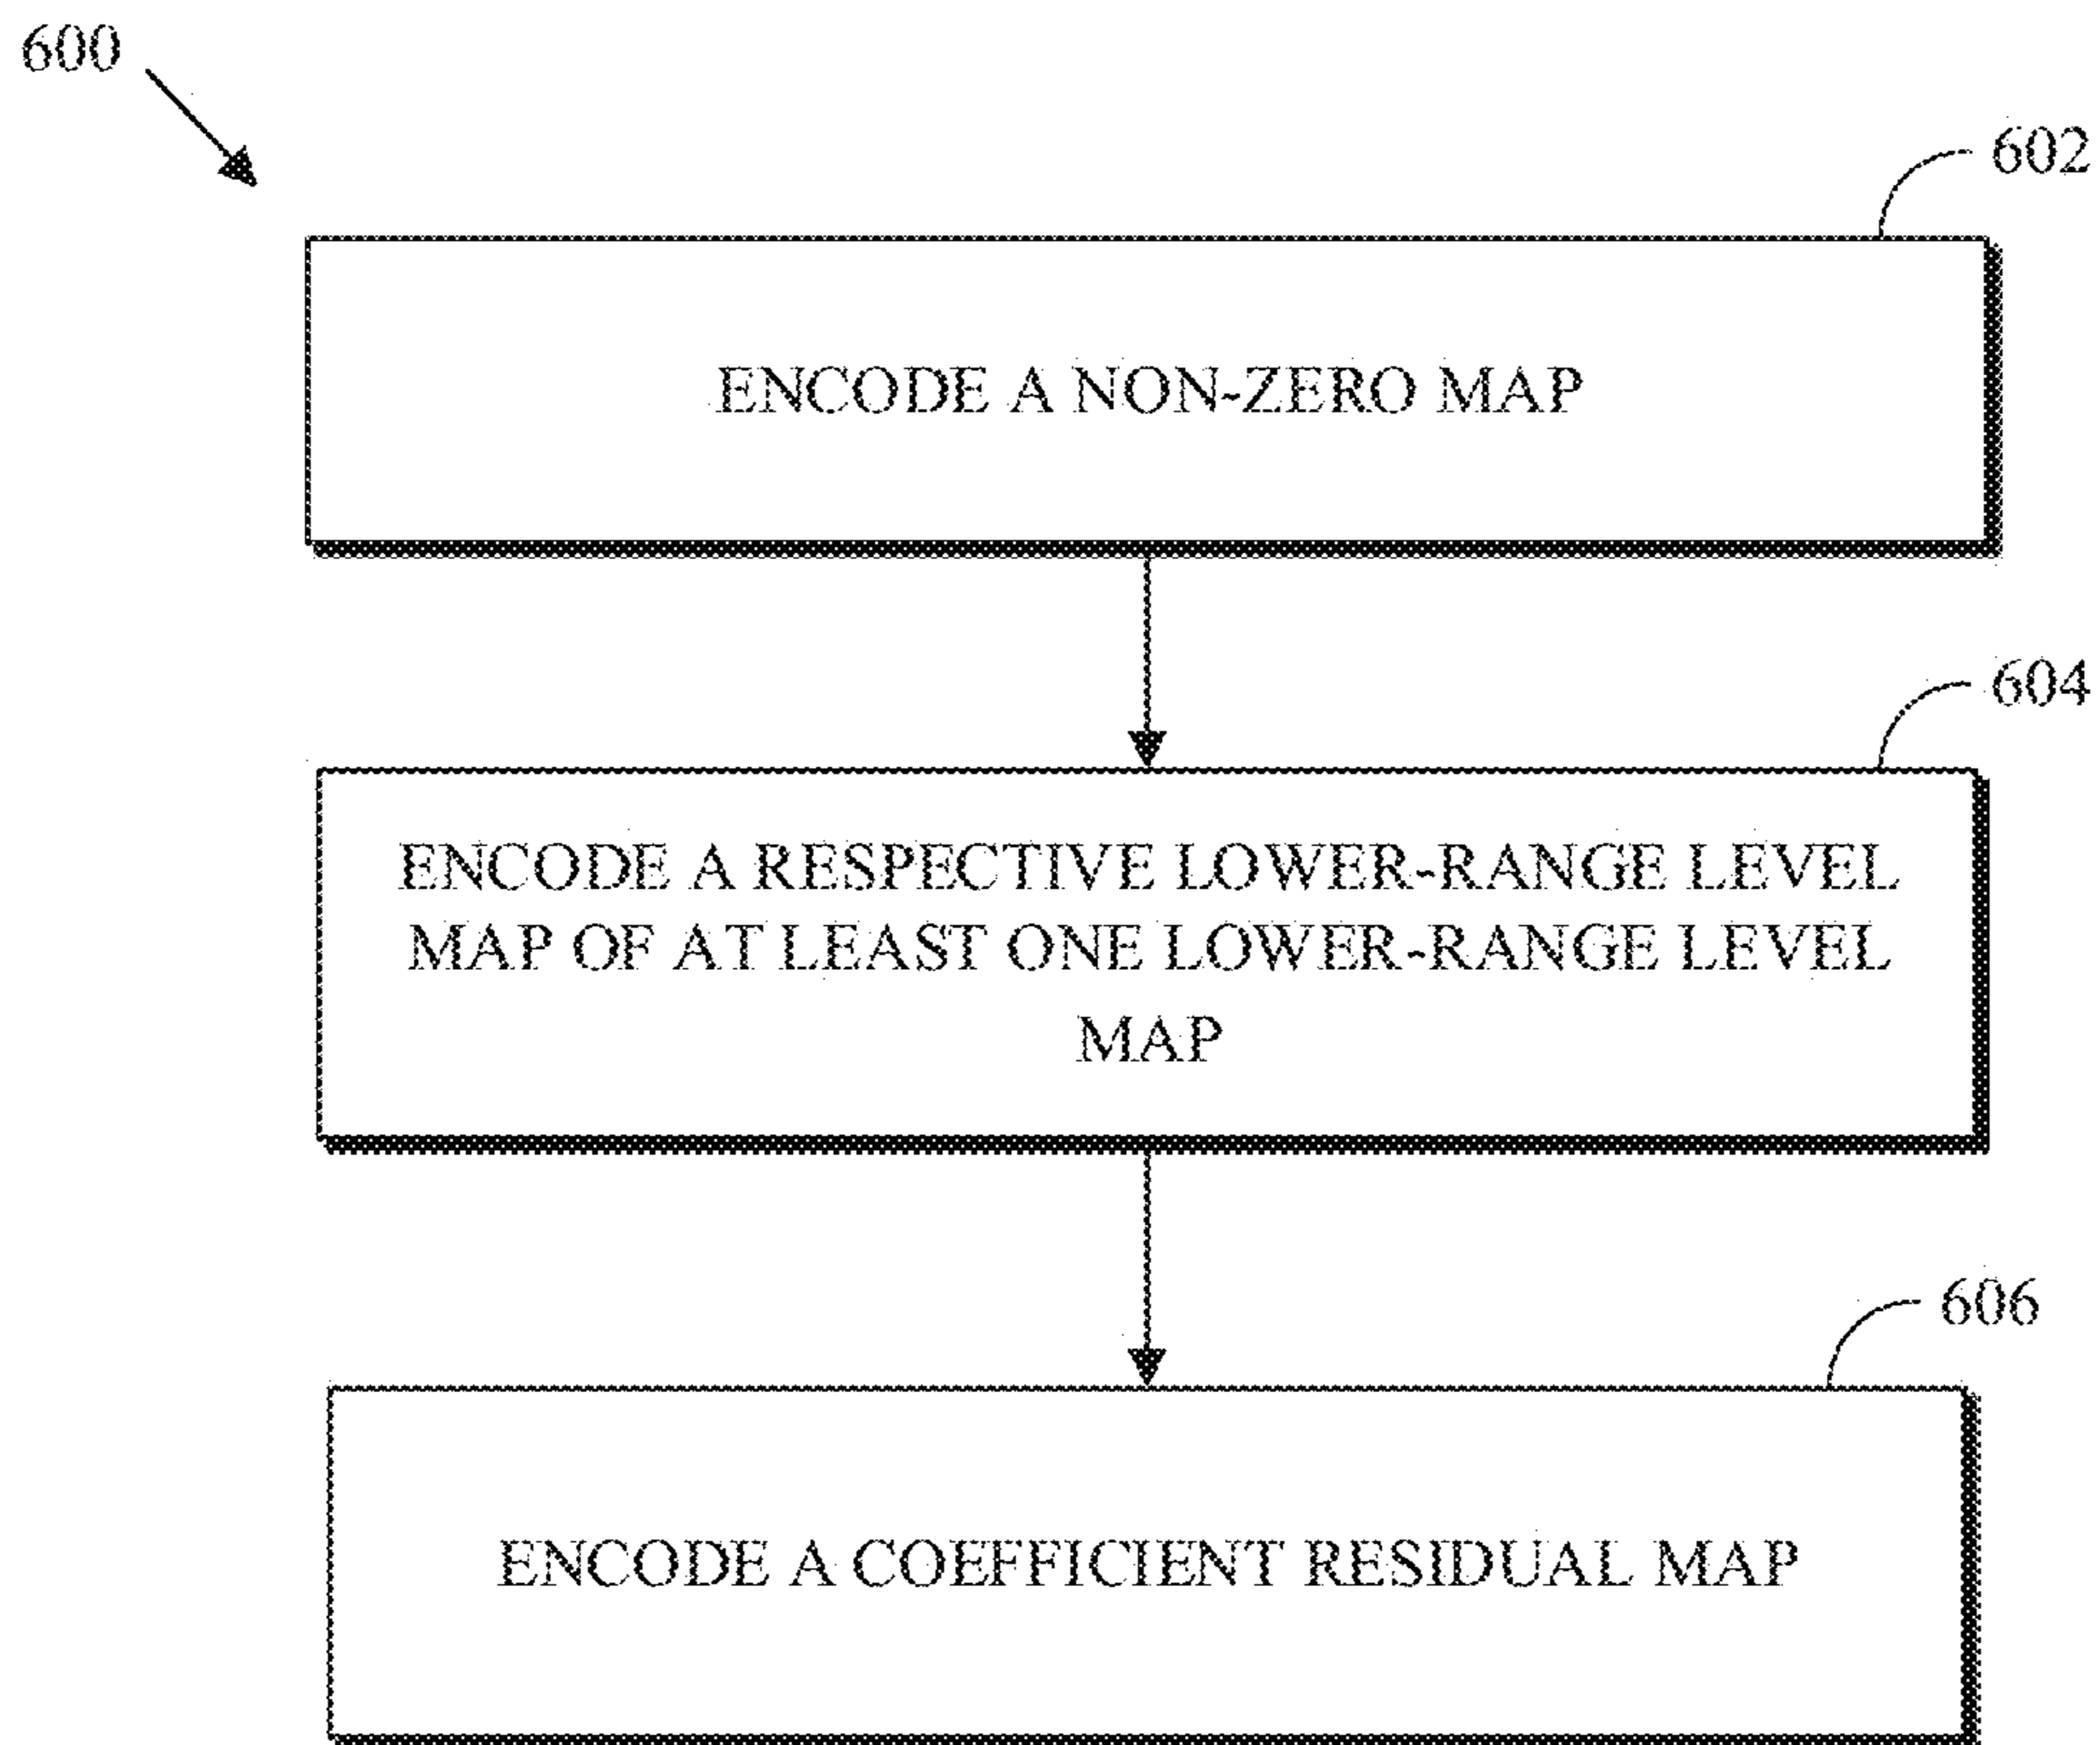 600
602
ENCODE A NON-ZERO MAP
604
ENCODE A RESPECTIVE LOWER-RANGE LEVEL
MAP OF AT LEAST ONE LOWER-RANGE LEVEL
MAP
606
ENCODE A COEFFICIENT RESIDUAL MAP